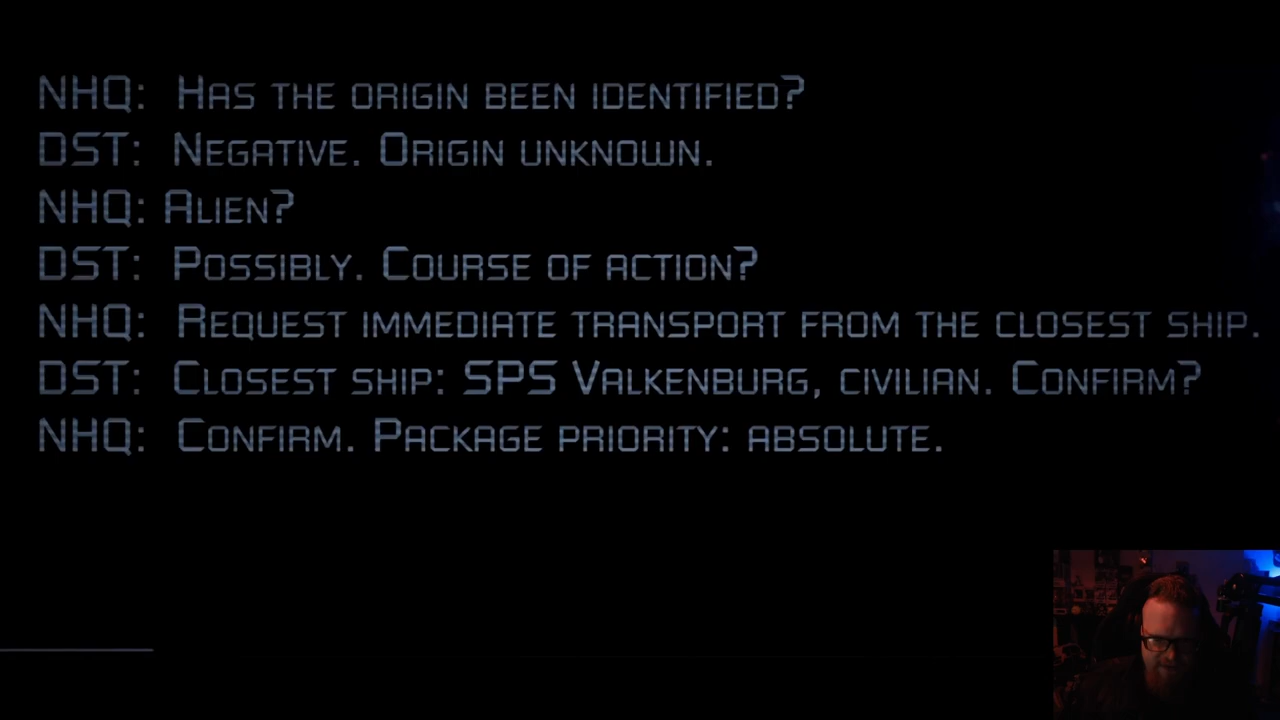 NHQ: Has the origin been identified?
DST: Negative. Origin unknown.
NHQ: Alien?
DST: Possibly. Course of action?
NHQ: Request immediate transport from the closest ship.
DST: Closest ship: SPS Valkenburg, civilian. Confirm?
NHQ: Confirm. Package priority: absolute.